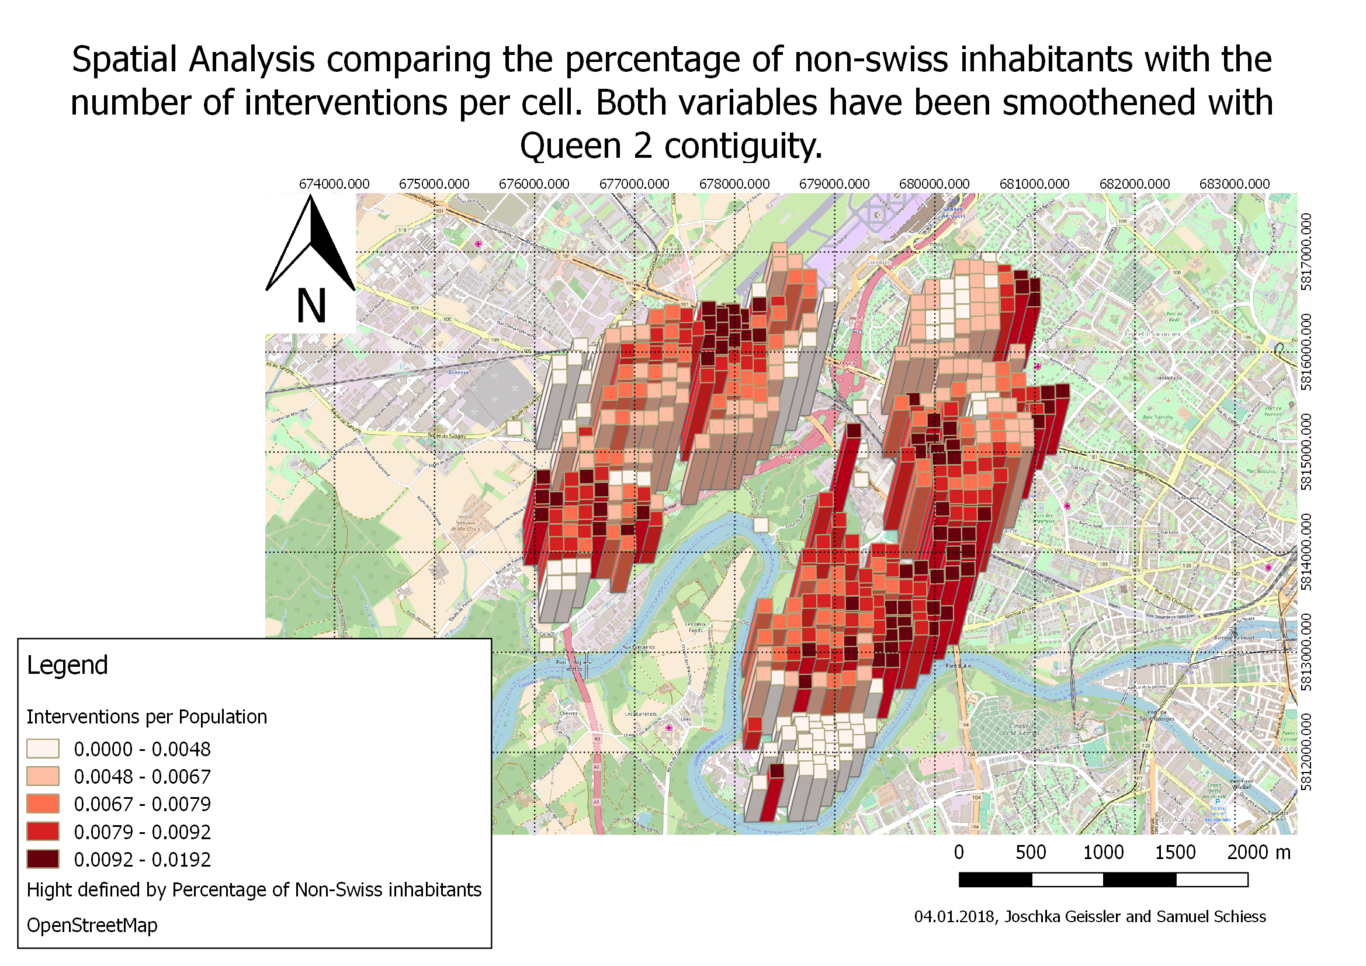 Spatial Analysis comparing the percentage of non-swiss inhabitants with the
number of interventions per cell. Both variables have been smoothened with
Queen 2 contiguity.
674000.000 675000.000 676000.000 677000.000 678000.000 679000.000 680000.000 681000.000 682000.000 683000.000
5817000.000
5816000.000
5815000.000
5814000.000
5813000.000
5812000.000
N
Legend
Interventions per Population
0.0000 - 0.0048
0.0048 - 0.0067
0.0067 - 0.0079
0.0079 - 0.0092
0.0092 - 0.0192
Hight defined by Percentage of Non-Swiss inhabitants
OpenStreetMap
0 500 1000 1500 2000 m
04.01.2018, Joschka Geissler and Samuel Schiess